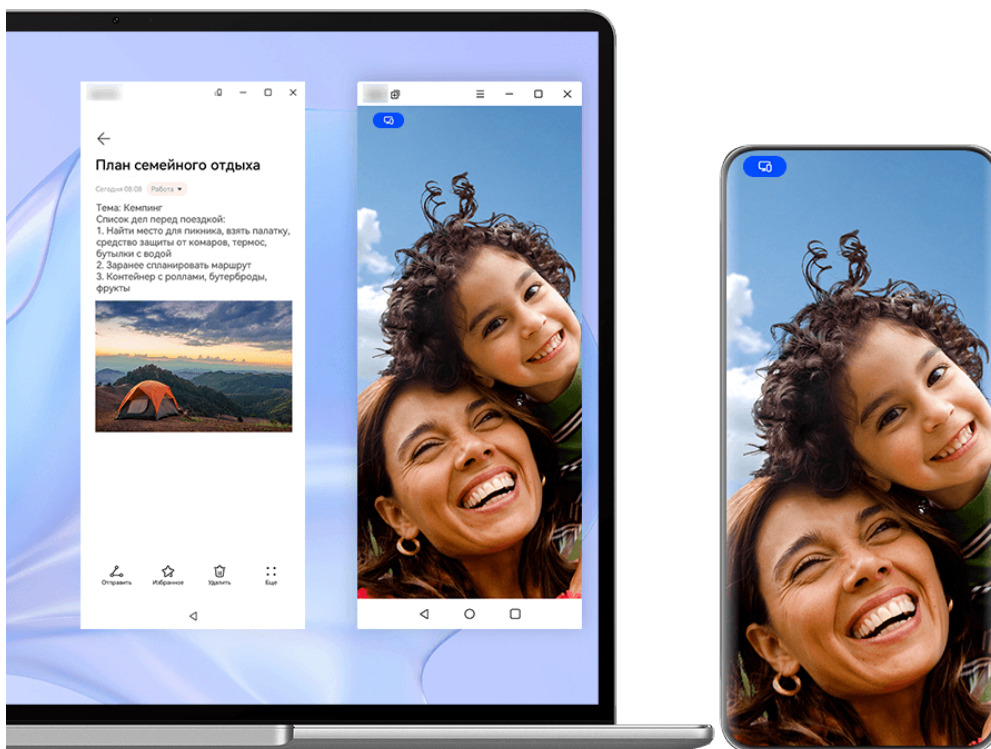 План семейного отдыха
Сегодня 08:08 Работа
Тема: Кемпинг
Список дел перед поездкой:
1. Найти место для пикника, взять палатку,
средство защиты от комаров, термос,
бутылки с водой
2. Заранее спланировать маршрут
3. Контейнер с роллами, бутерброды,
фрукты
Отправить Избранное Удалить Еще